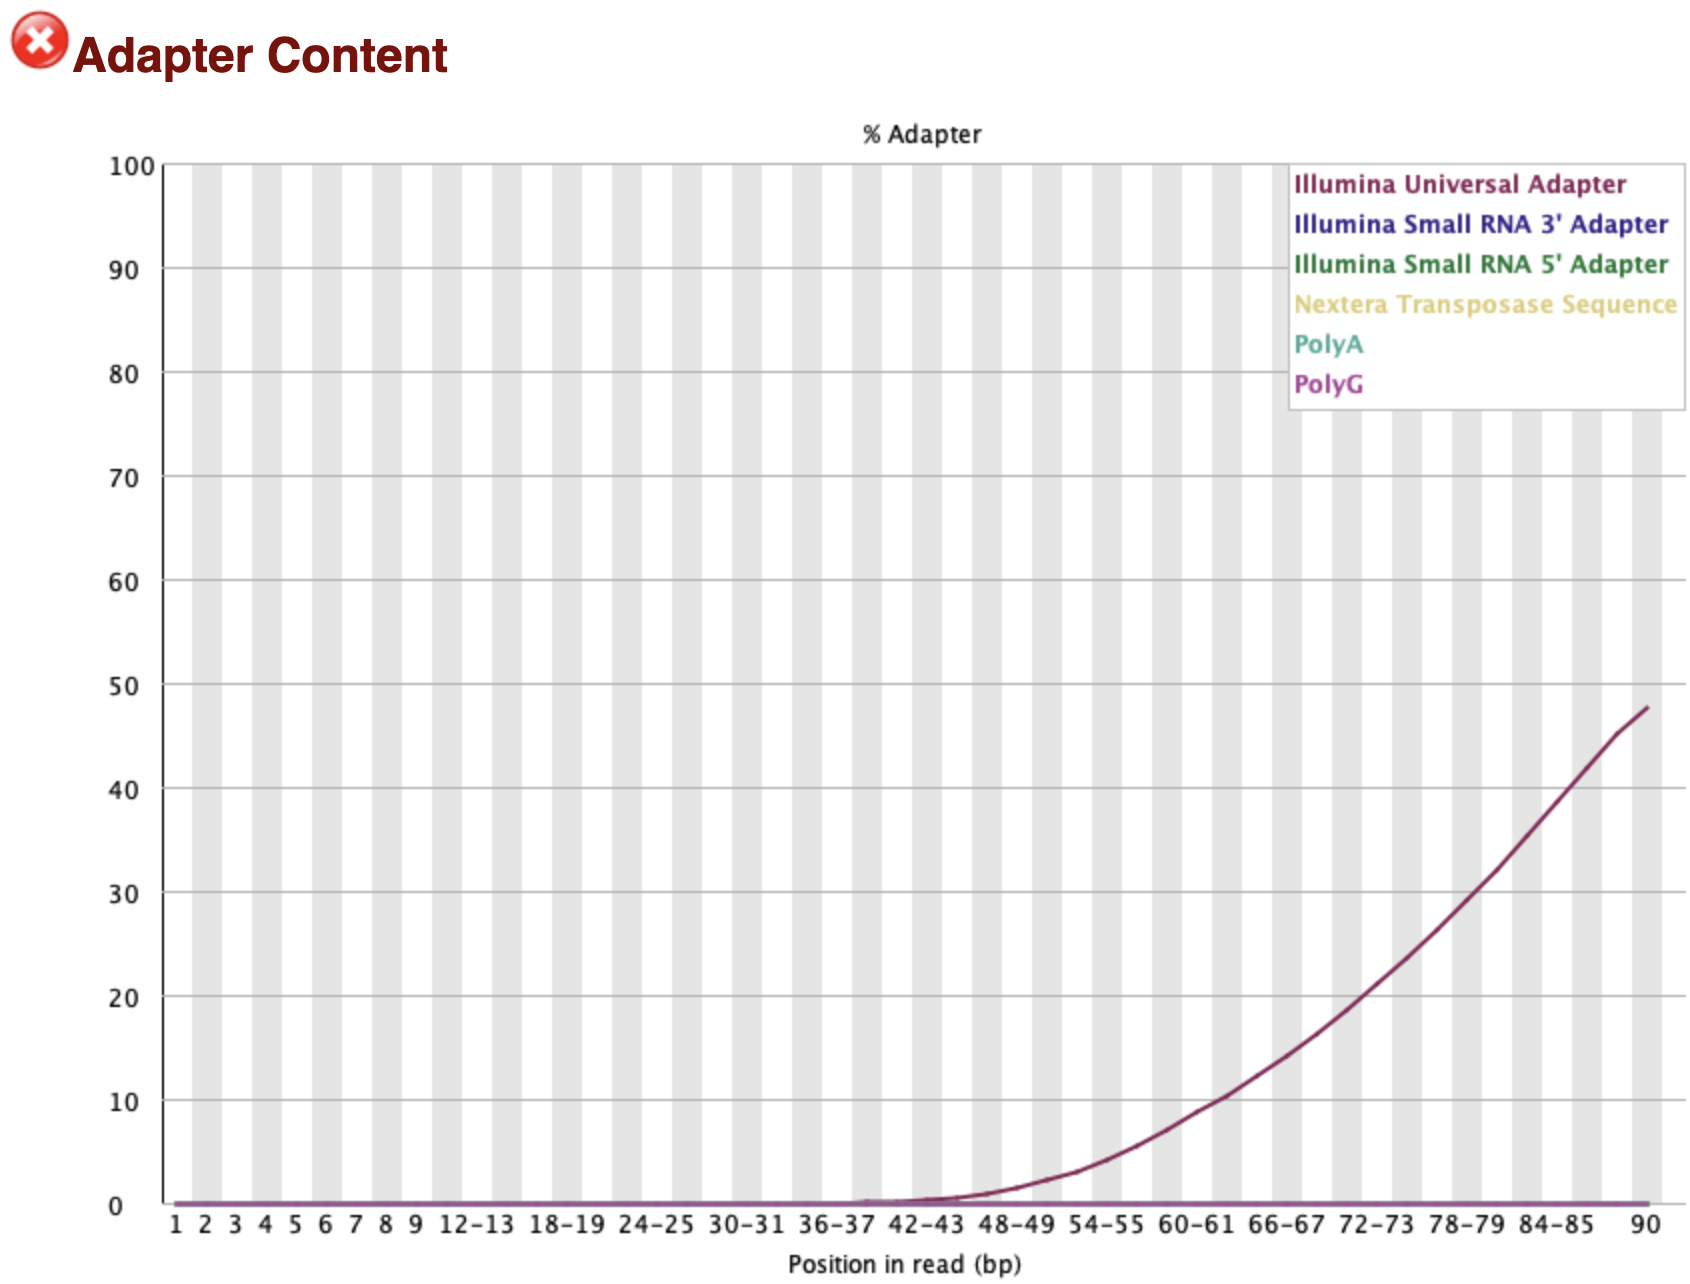 Adapter Content
% Adapter
100
90
80
70
60
50
40
30
20
10
0
Illumina Universal Adapter
Illumina Small RNA 3' Adapter
Illumina Small RNA 5' Adapter
Nextera Transposase Sequence
PolyA
PolyG
1 2 3 4 5 6 7 8 9 12-13 18-19 24-25 30-31 36-37 42-43 48-49 54-55 60-61 66-67 72-73 78-79 84-85 90
Position in read (bp)